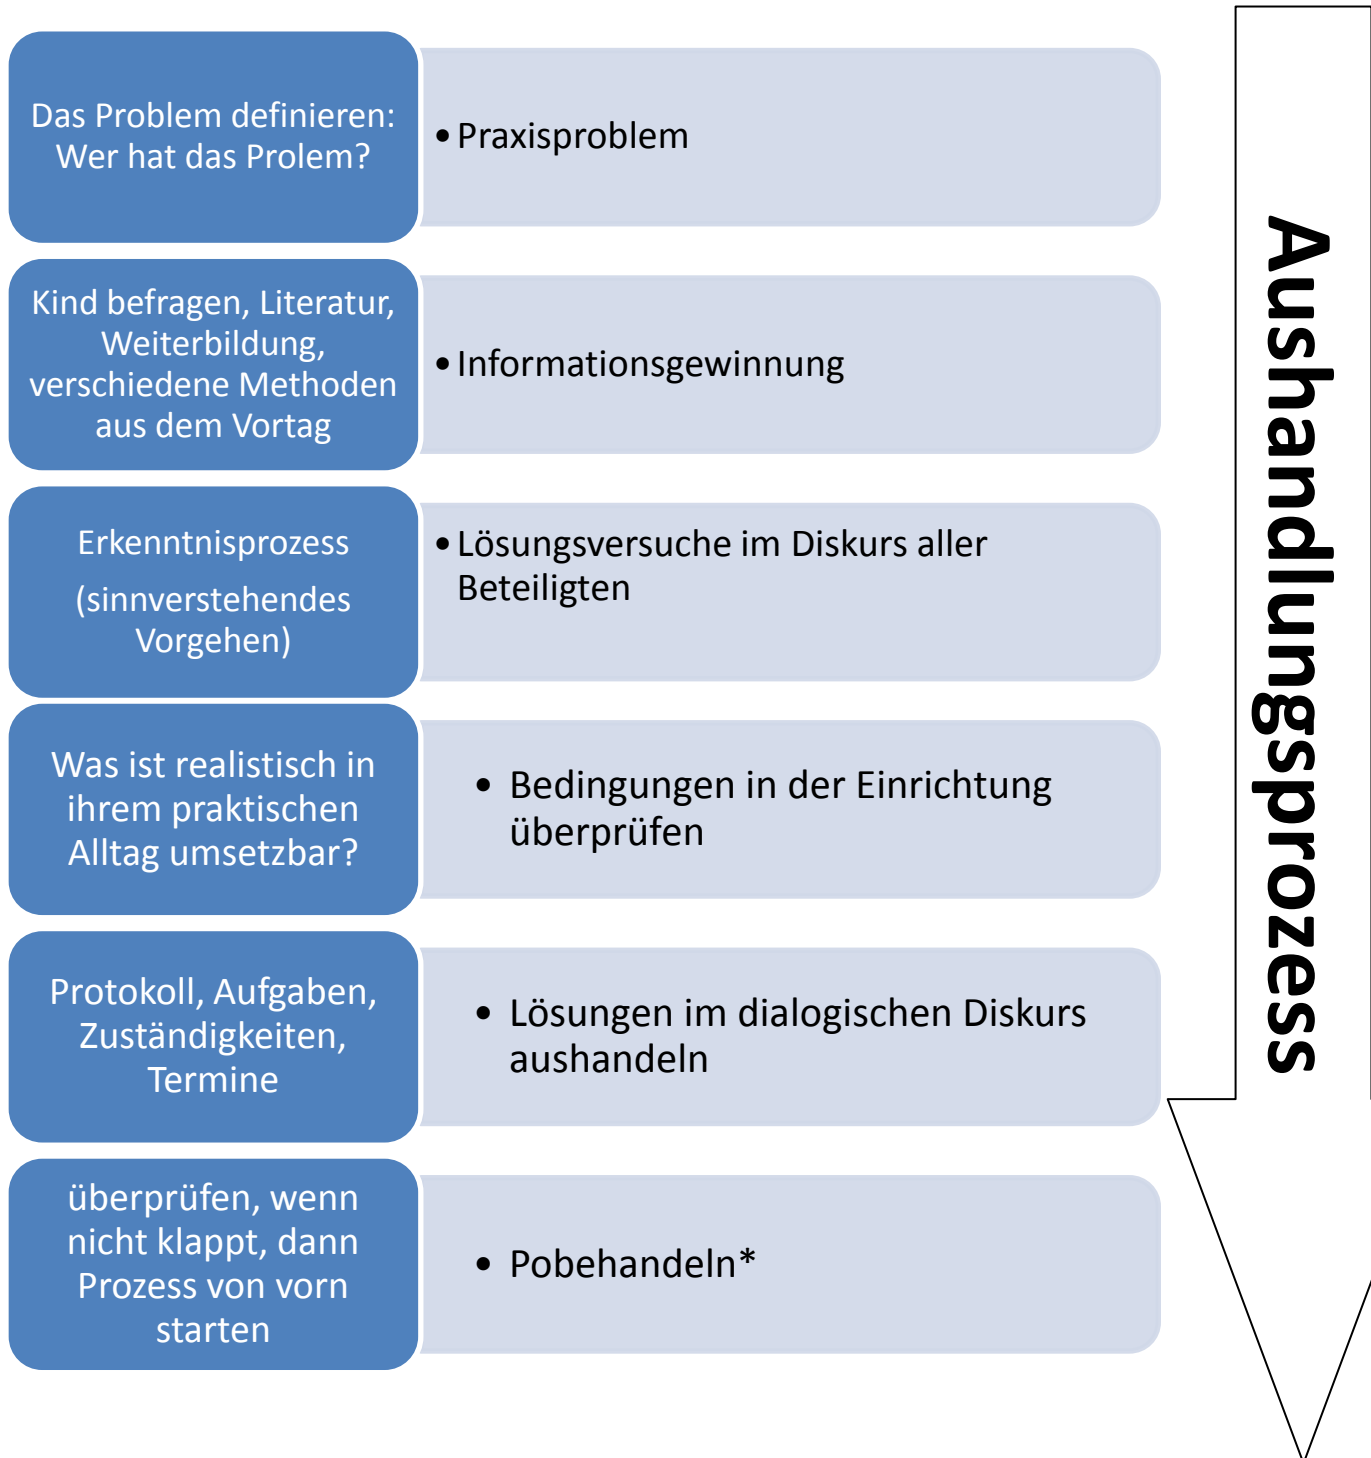 Das Problem definieren:
Wer hat das Prolem?
• Praxisproblem
Kind befragen, Literatur,
Weiterbildung,
verschiedene Methoden
aus dem Vortag
• Informationsgewinnung
Erkenntnisprozess
(sinnverstehendes
Vorgehen)
• Lösungsversuche im Diskurs aller
Beteiligten
Was ist realistisch in
ihrem praktischen
Alltag umsetzbar?
• Bedingungen in der Einrichtung
überprüfen
Protokoll, Aufgaben,
Zuständigkeiten,
Termine
• Lösungen im dialogischen Diskurs
aushandeln
überprüfen, wenn
nicht klappt, dann
Prozess von vorn
starten
• Pobehandeln*
Aushandlungsprozess